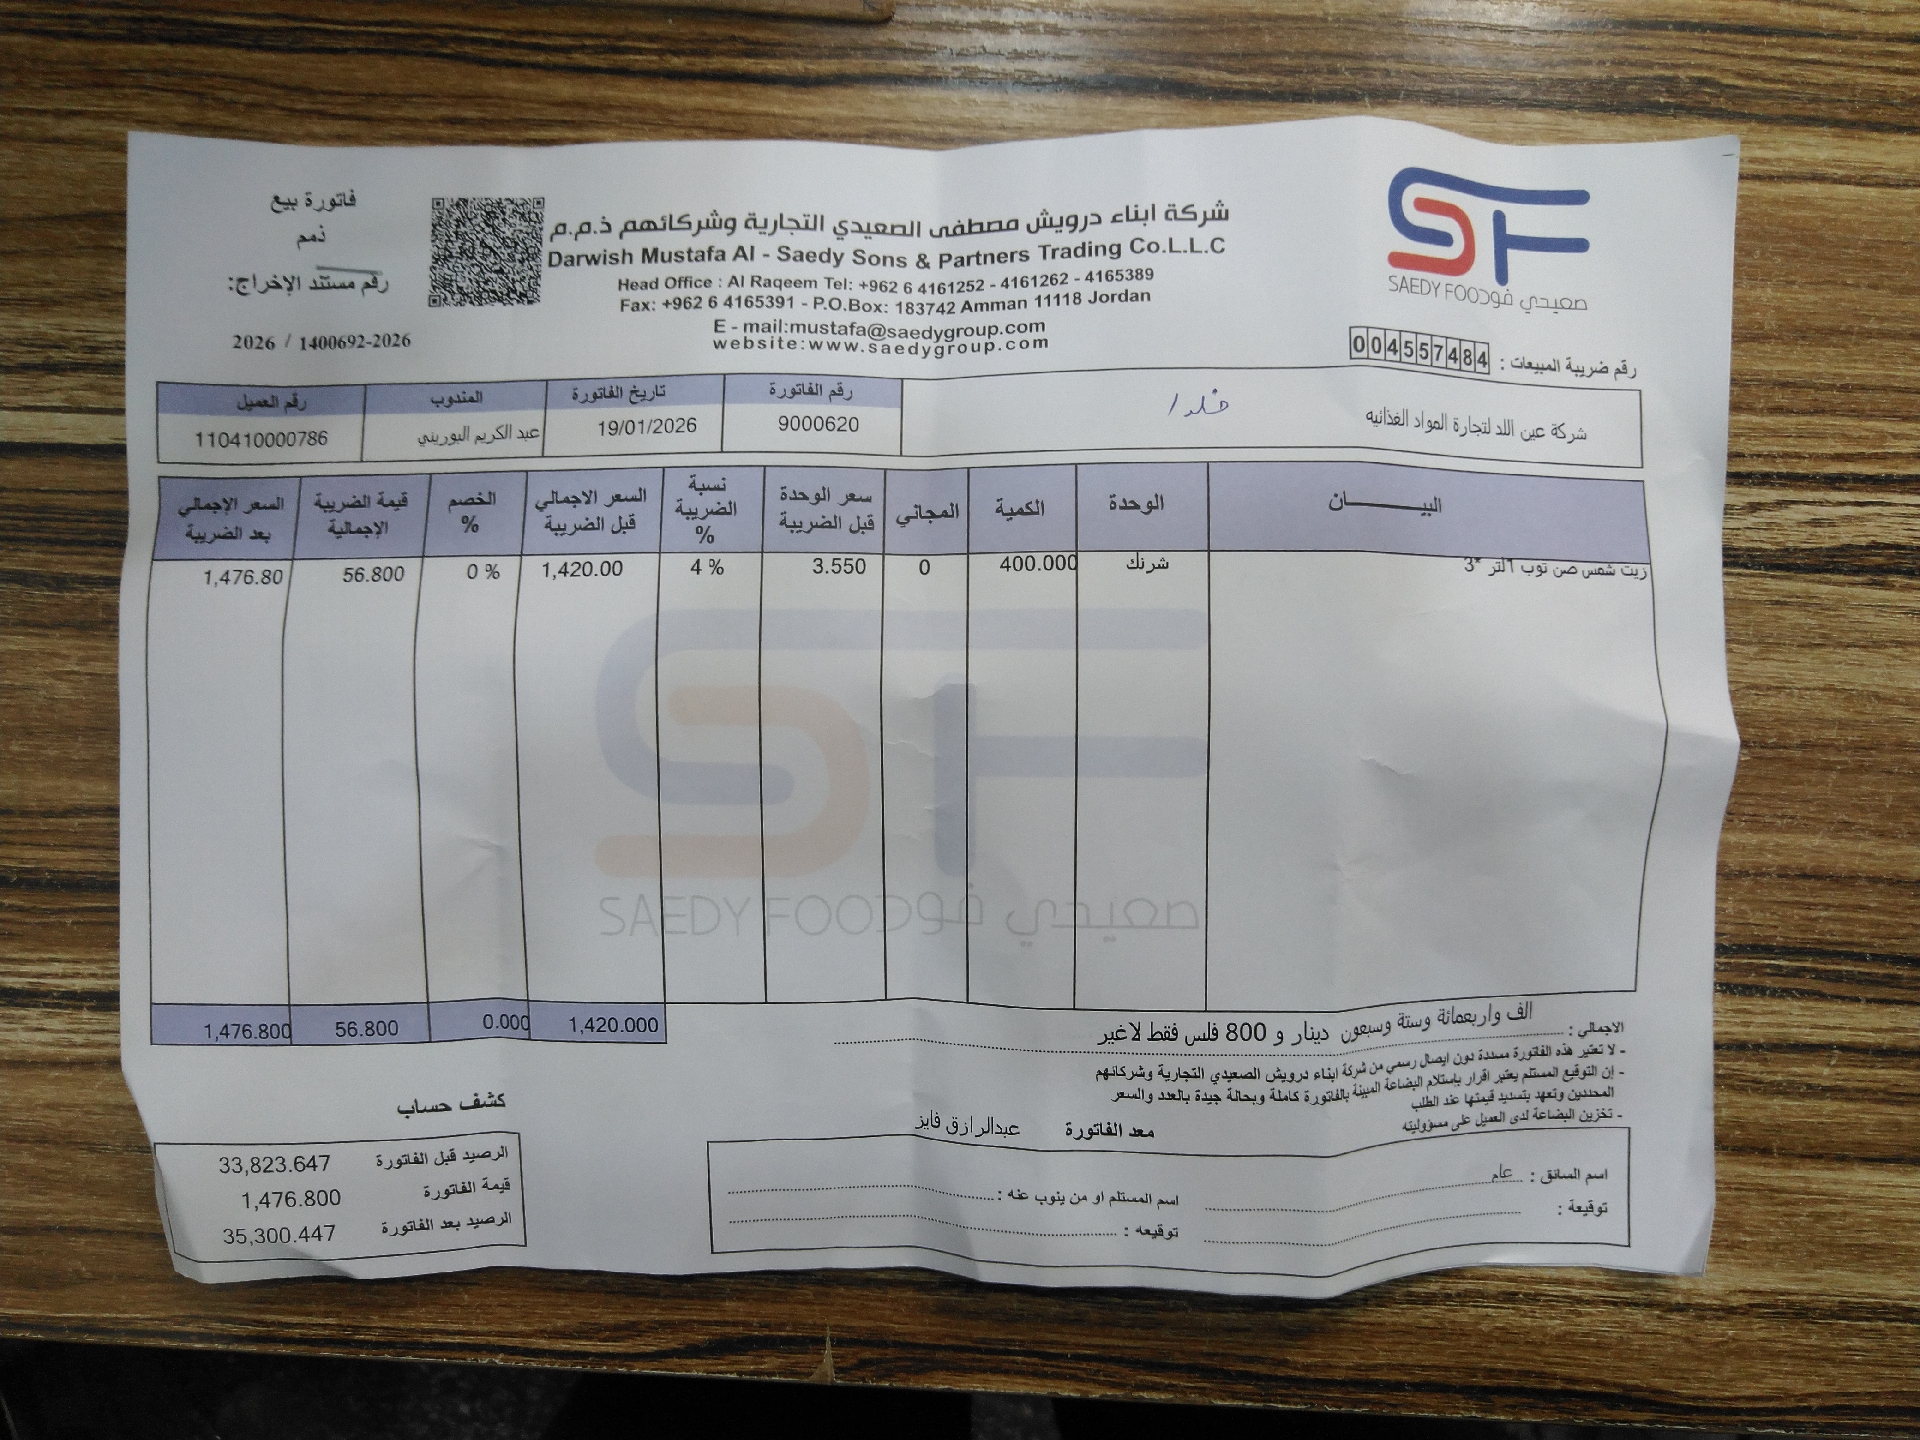 فاتورة بيع
ذمم
رقم مستند الإخراج:
2026 / 1400692-2026
شركة ابناء درويش مصطفى الصعيدي التجارية وشركائهم ذ.م.م
Darwish Mustafa Al - Saedy Sons & Partners Trading Co.L.L.C
Head Office : Al Raqeem Tel: +962 6 4161252 - 4161262 - 4165389
Fax: +962 6 4165391 - P.O.Box: 183742 Amman 11118 Jordan
E - mail:mustafa@saedygroup.com
website:www.saedygroup.com
SF
SAEDY FOOD صعيدي فود
رقم ضريبة المبيعات : 004557484
شركة عين اللد لتجارة المواد الغذائيه
خلدا
رقم الفاتورة تاريخ الفاتورة المندوب رقم العميل
9000620 19/01/2026 عبد الكريم البوريني 110410000786
البيـــــــان الوحدة الكمية المجاني سعر الوحدة قبل الضريبة نسبة الضريبة % السعر الاجمالي قبل الضريبة الخصم % قيمة الضريبة الإجمالية السعر الإجمالي بعد الضريبة
زيت شمس صن توب التر *3 شرنك 400.000 0 3.550 4 % 1,420.00 0 % 56.800 1,476.80
SAEDY FOOD صعيدي فود
1,420.000 0.000 56.800 1,476.800
الاجمالي : الف واربعمائة وستة وسبعون دينار و 800 فلس فقط لاغير
- لا تعتبر هذه الفاتورة مسددة دون ايصال رسمي من شركة ابناء درويش الصعيدي التجارية وشركائهم
- إن التوقيع المستلم يعتبر اقرار باستلام البضاعة المبينة بالفاتورة كاملة وبحالة جيدة بالعدد والسعر
المحددين وتعهد بتسديد قيمتها عند الطلب
- تخزين البضاعة لدى العميل على مسؤوليته
معد الفاتورة عبدالرازق فايز
اسم السائق : عام
توقيعة :
اسم المستلم او من ينوب عنه :
توقيعه :
كشف حساب
الرصيد قبل الفاتورة 33,823.647
قيمة الفاتورة 1,476.800
الرصيد بعد الفاتورة 35,300.447